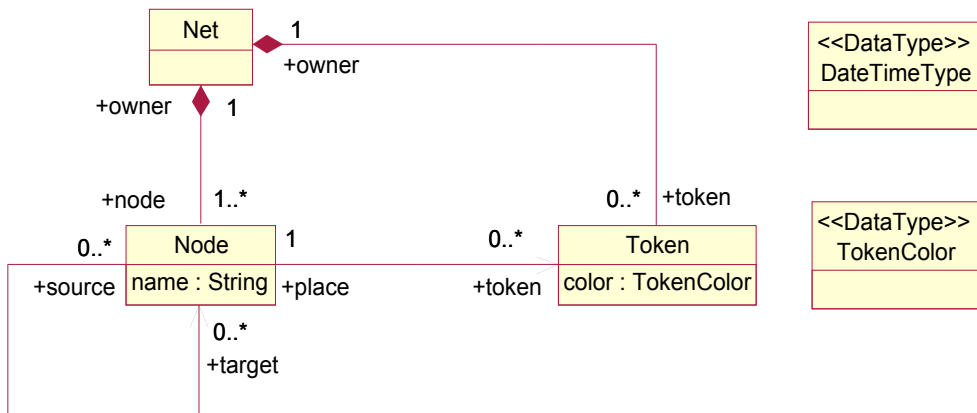 Net
1
+owner
+owner
1
<<DataType>>
DateTimeType
+node
1..*
0..*
+token
0..*
Node
1
0..*
Token
<<DataType>>
TokenColor
+source
name : String
+place
+token
color : TokenColor
0..*
+target